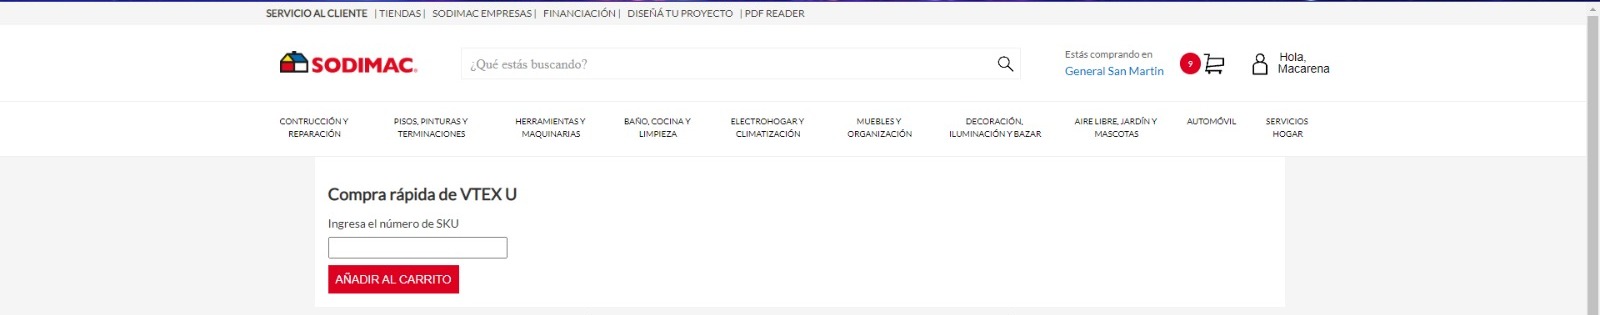 SERVICIO AL CLIENTE | TIENDAS | SODIMAC EMPRESAS | FINANCIACIÓN | DISEÑÁ TU PROYECTO | PDF READER
SODIMAC
¿Qué estás buscando?
Estás comprando en
General San Martín
9
Hola,
Macarena
CONTRUCCIÓN Y
REPARACIÓN
PISOS, PINTURAS Y
TERMINACIONES
HERRAMIENTAS Y
MAQUINARIAS
BAÑO, COCINA Y
LIMPIEZA
ELECTROHOGAR Y
CLIMATIZACIÓN
MUEBLES Y
ORGANIZACIÓN
DECORACIÓN,
ILUMINACIÓN Y BAZAR
AIRE LIBRE, JARDÍN Y
MASCOTAS
AUTOMÓVIL
SERVICIOS
HOGAR
Compra rápida de VTEX U
Ingresa el número de SKU
AÑADIR AL CARRITO